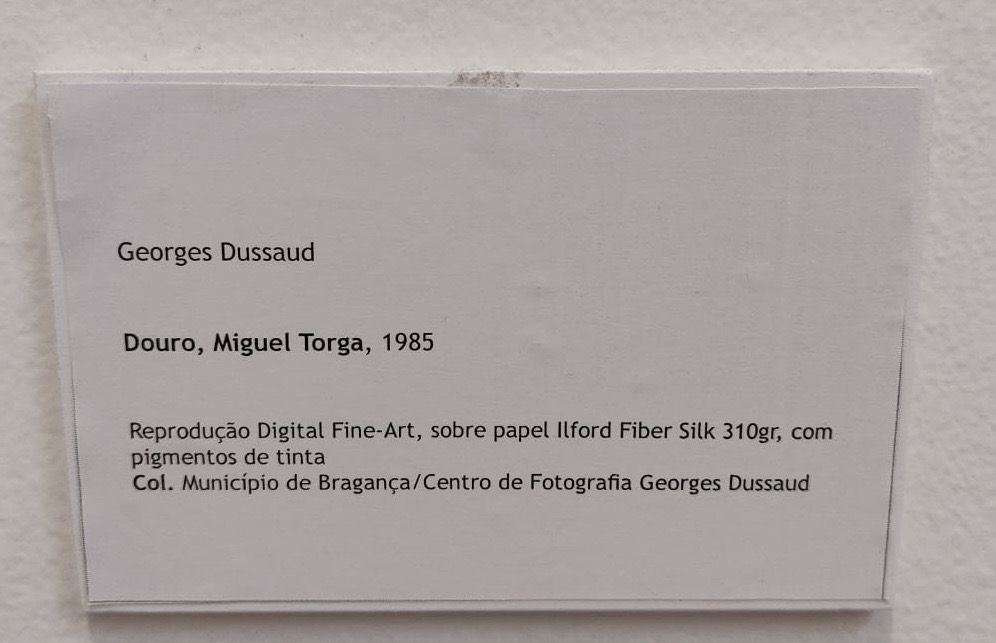 Georges Dussaud
Douro, Miguel Torga, 1985
Reprodução Digital Fine-Art, sobre papel Ilford Fiber Silk 310gr, com
pigmentos de tinta
Col. Município de Bragança/Centro de Fotografia Georges Dussaud